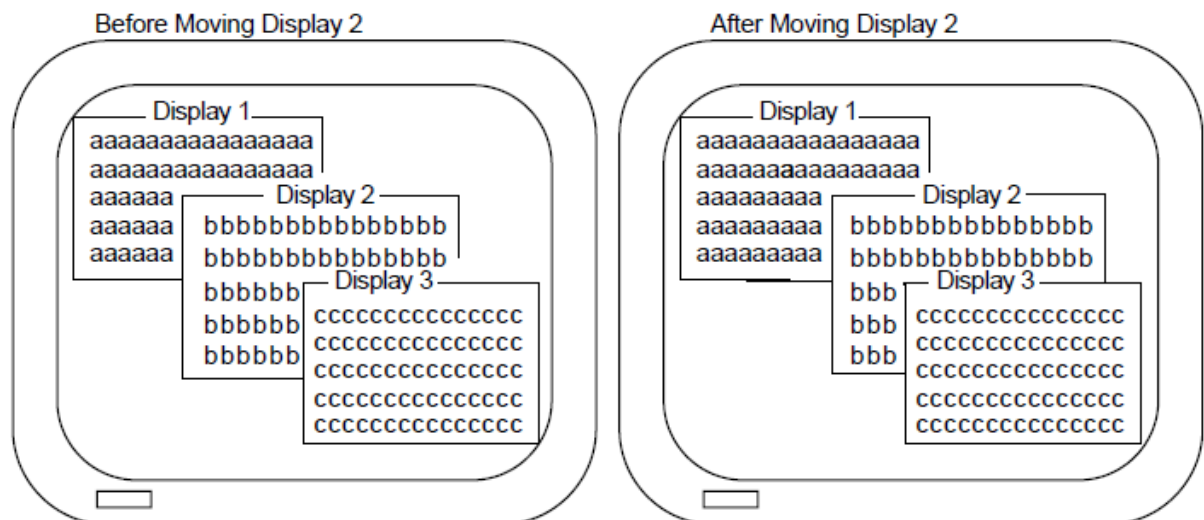 Before Moving Display 2
Display 1
aaaaaaaaaaaaaaaa
aaaaaaaaaaaaaaaa
aaaaaa
aaaaaa
aaaaaa
Display 2
bbbbbbbbbbbbbbb
bbbbbbbbbbbbbbb
bbbbbb
bbbbbb
bbbbbb
Display 3
ccccccccccccccc
ccccccccccccccc
ccccccccccccccc
ccccccccccccccc
ccccccccccccccc
After Moving Display 2
Display 1
aaaaaaaaaaaaaaaa
aaaaaaaaaaaaaaaa
aaaaaaaaa
aaaaaaaaa
aaaaaaaaa
Display 2
bbbbbbbbbbbbbbb
bbbbbbbbbbbbbbb
bbb
bbb
bbb
Display 3
ccccccccccccccc
ccccccccccccccc
ccccccccccccccc
ccccccccccccccc
ccccccccccccccc